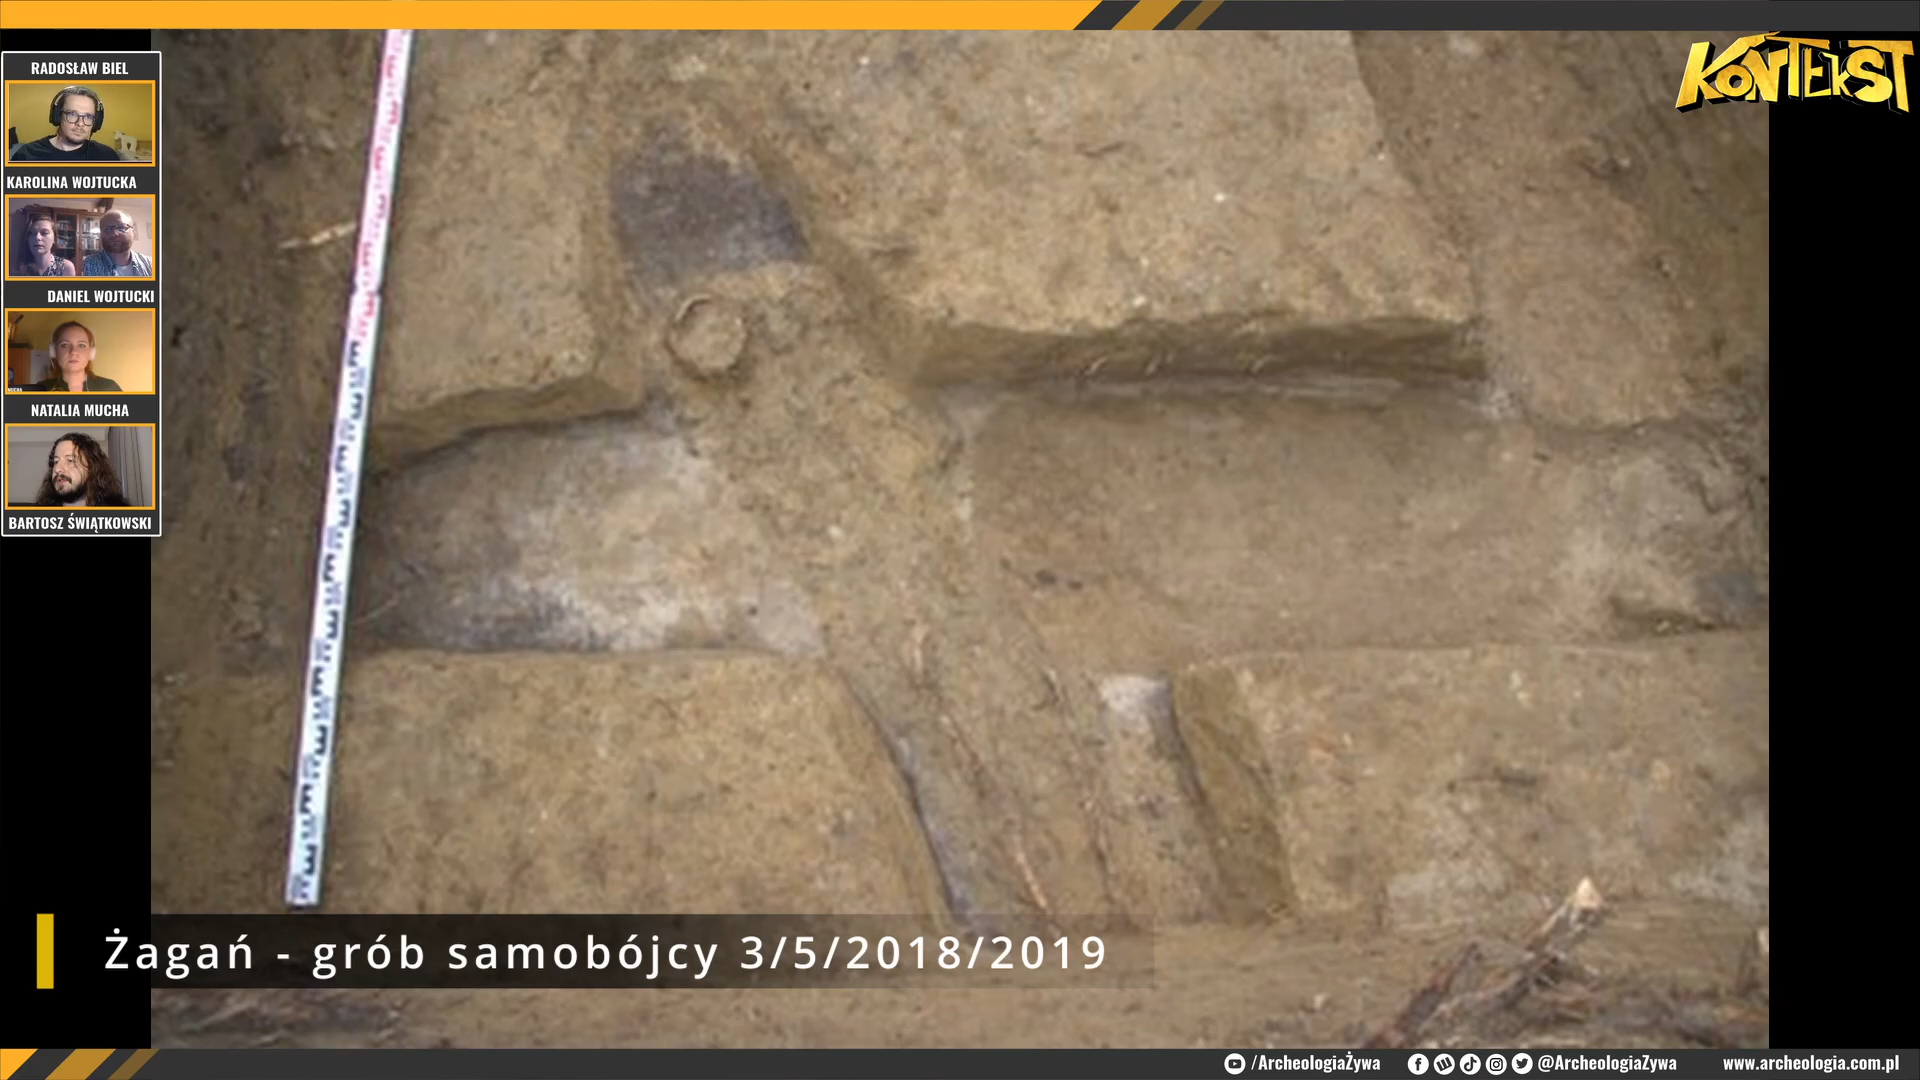 RADOSŁAW BIEL
KONTEKST
KAROLINA WOJTUCKA
DANIEL WOJTUCKI
NATALIA MUCHA
BARTOSZ ŚWIĄTKOWSKI
Żagań - grób samobójcy 3/5/2018/2019
/ArcheologiaŻywa @ArcheologiaZywa www.archeologia.com.pl